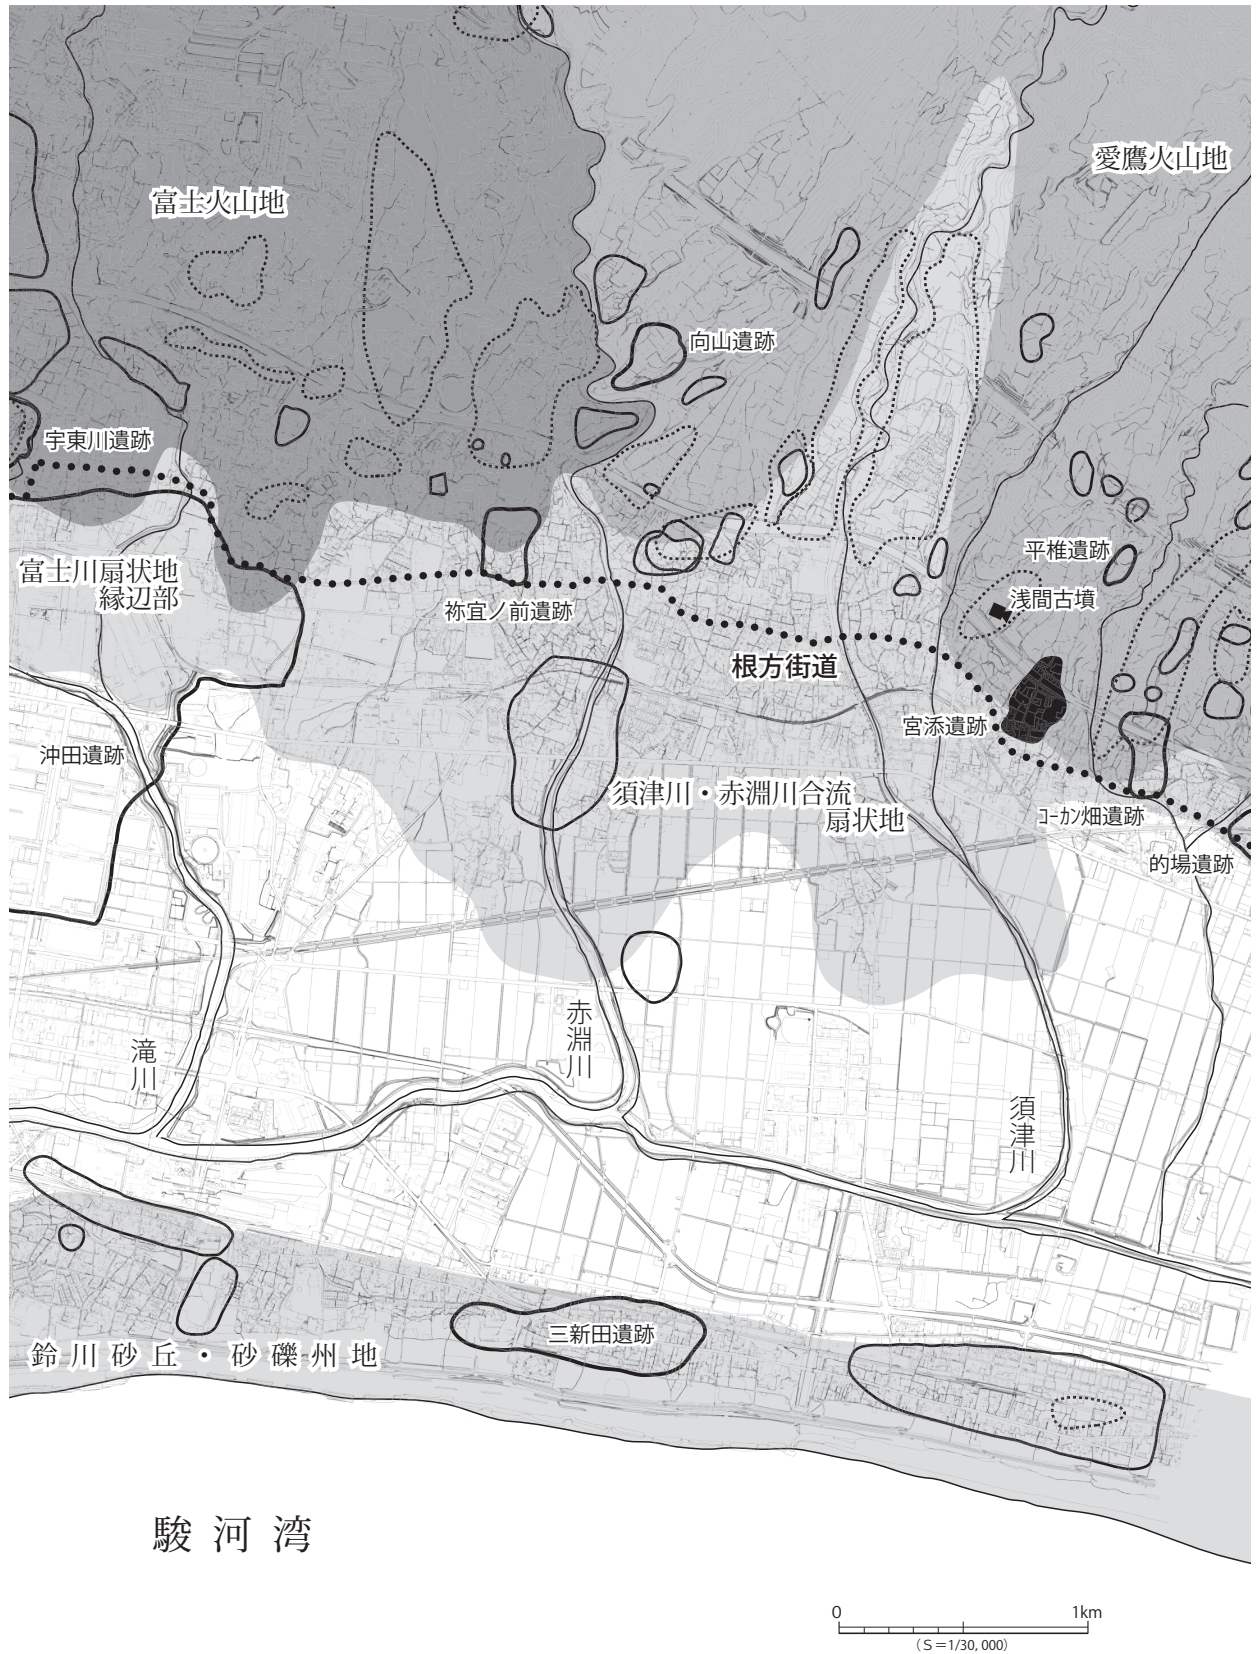 愛鷹火山地
富士火山地
向山遺跡
宇東川遺跡
平椎遺跡
富士川扇状地
縁辺部
浅間古墳
祢宜ノ前遺跡
根方街道
宮添遺跡
沖田遺跡
須津川・赤淵川合流
扇状地
コーカン畑遺跡
的場遺跡
赤淵川
滝川
須津川
三新田遺跡
鈴川砂丘・砂礫州地
駿河湾
0 1km
(S=1/30,000)